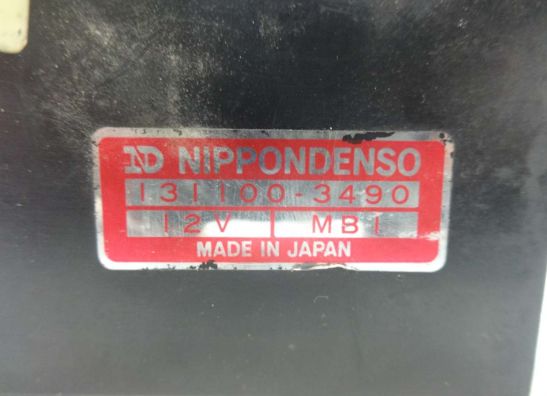 ND NIPPONDENSO
131100-3490
12V MB1
MADE IN JAPAN